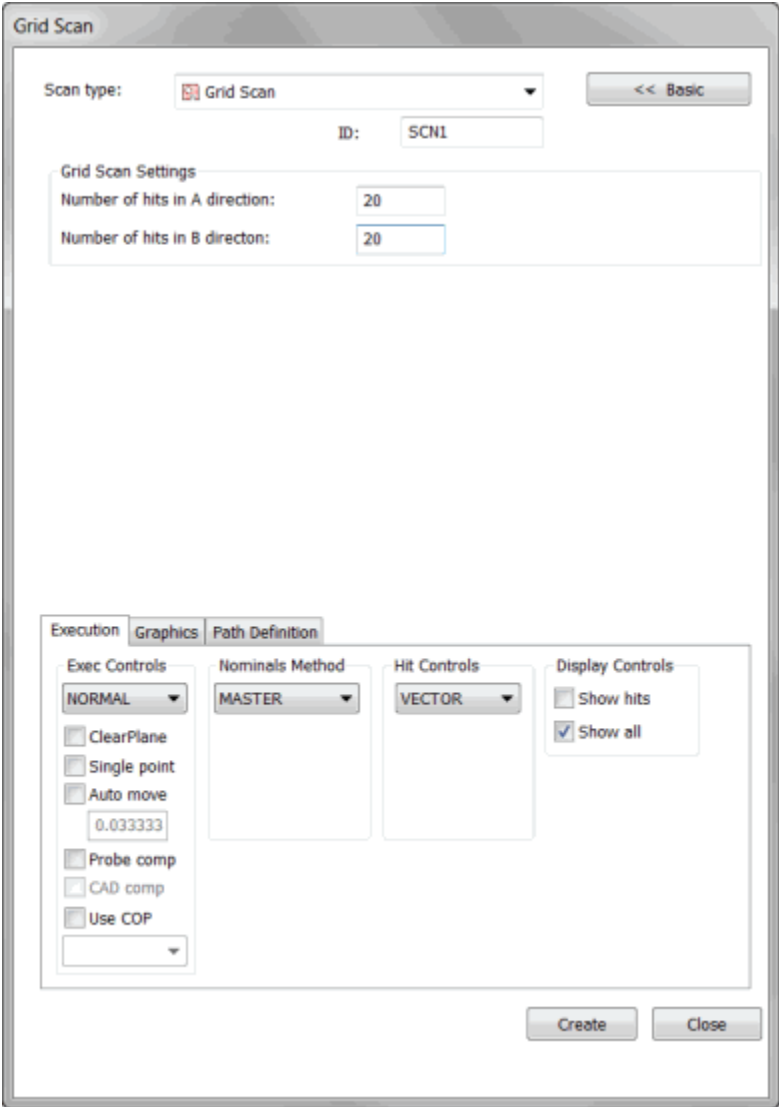 Grid Scan
Scan type: Grid Scan << Basic
ID: SCN1
Grid Scan Settings
Number of hits in A direction: 20
Number of hits in B directon: 20
Execution Graphics Path Definition
Exec Controls Nominals Method Hit Controls Display Controls
NORMAL MASTER VECTOR Show hits
ClearPlane Show all
Single point
Auto move
0.033333
Probe comp
CAD comp
Use COP
Create Close